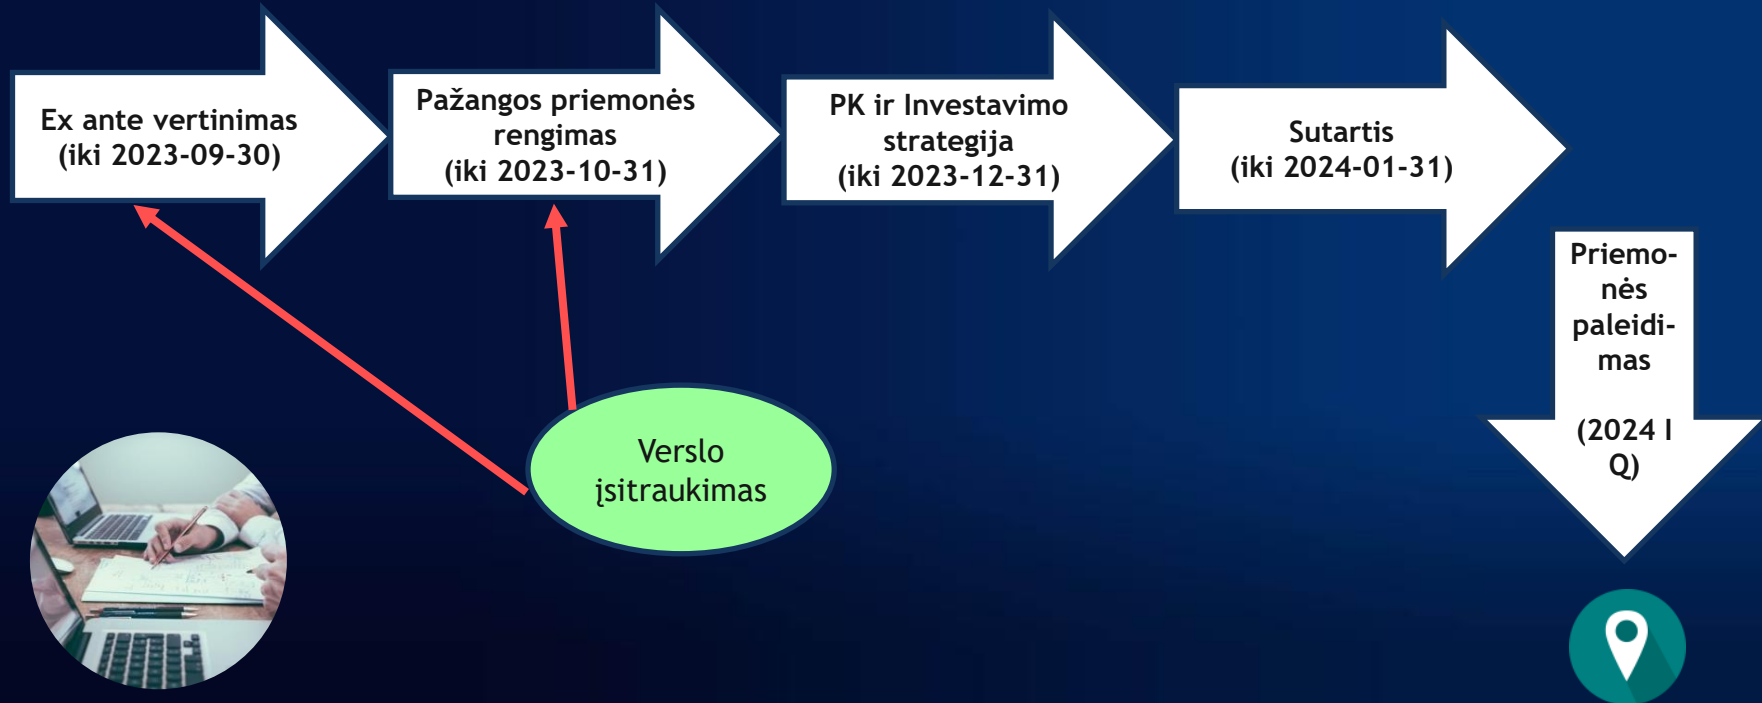 Ex ante vertinimas
(iki 2023-09-30)
Pažangos priemonės
rengimas
(iki 2023-10-31)
PK ir Investavimo
strategija
(iki 2023-12-31)
Sutartis
(iki 2024-01-31)
Priemo-
nės
paleidi-
mas
(2024 I
Q)
Verslo
įsitraukimas